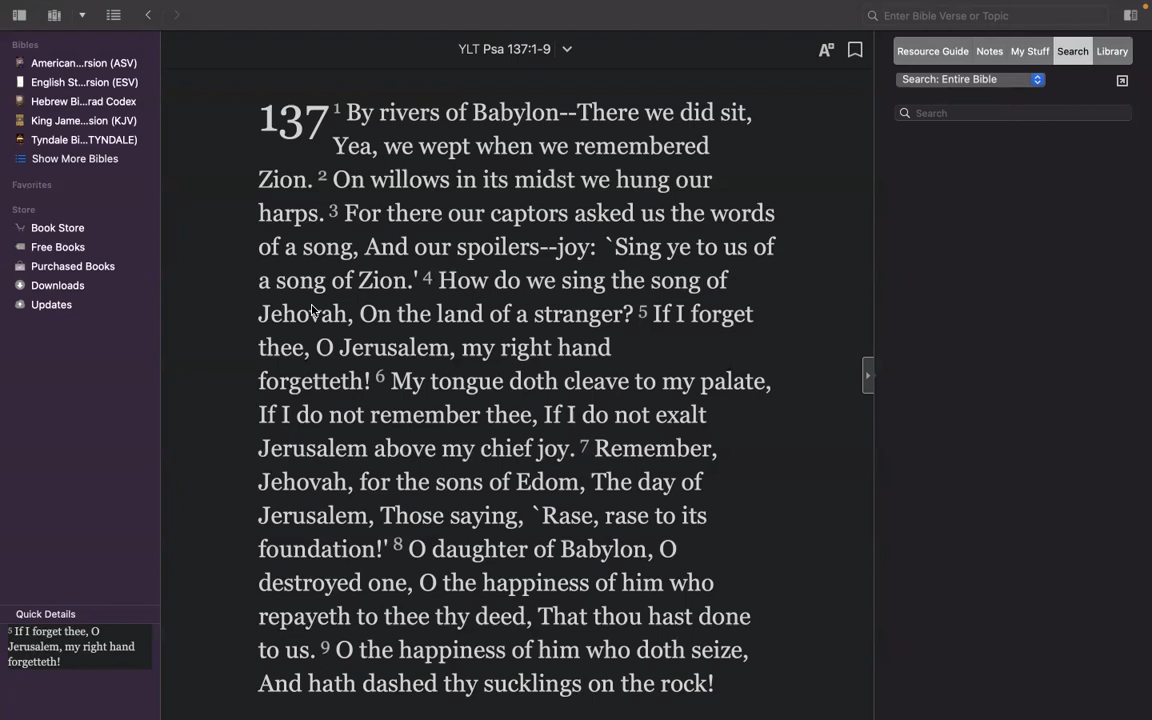 Enter Bible Verse or Topic
Bibles
American...rsion (ASV)
English St...rsion (ESV)
Hebrew Bi...rad Codex
King Jame...rsion (KJV)
Tyndale Bi...TYNDALE)
Show More Bibles
Favorites
Store
Book Store
Free Books
Purchased Books
Downloads
Updates
Quick Details
5 If I forget thee, O
Jerusalem, my right hand
forgetteth!
YLT Psa 137:1-9
137 1 By rivers of Babylon--There we did sit,
Yea, we wept when we remembered
Zion. 2 On willows in its midst we hung our
harps. 3 For there our captors asked us the words
of a song, And our spoilers--joy: `Sing ye to us of
a song of Zion.' 4 How do we sing the song of
Jehovah, On the land of a stranger? 5 If I forget
thee, O Jerusalem, my right hand
forgetteth! 6 My tongue doth cleave to my palate,
If I do not remember thee, If I do not exalt
Jerusalem above my chief joy. 7 Remember,
Jehovah, for the sons of Edom, The day of
Jerusalem, Those saying, `Rase, rase to its
foundation!' 8 O daughter of Babylon, O
destroyed one, O the happiness of him who
repayeth to thee thy deed, That thou hast done
to us. 9 O the happiness of him who doth seize,
And hath dashed thy sucklings on the rock!
Resource Guide Notes My Stuff Search Library
Search: Entire Bible
Search